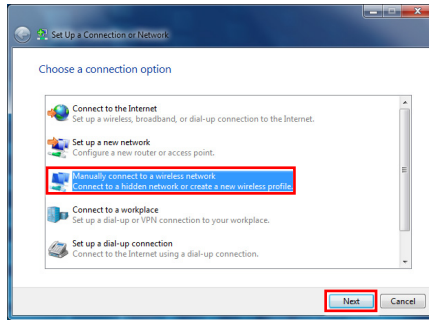 Set Up a Connection or Network
Choose a connection option
Connect to the Internet
Set up a wireless, broadband, or dial-up connection to the Internet.
Set up a new network
Configure a new router or access point.
Manually connect to a wireless network
Connect to a hidden network or create a new wireless profile.
Connect to a workplace
Set up a dial-up or VPN connection to your workplace.
Set up a dial-up connection
Connect to the Internet using a dial-up connection.
Next
Cancel